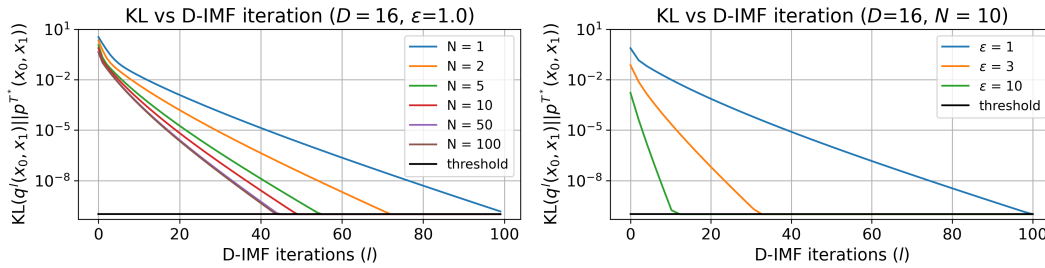 KL vs D-IMF iteration (D = 16, ε=1.0)
KL(q^l(x_0, x_1)||p^{T*}(x_0, x_1))
10^1
10^{-2}
10^{-5}
10^{-8}
N = 1
N = 2
N = 5
N = 10
N = 50
N = 100
threshold
0 20 40 60 80 100
D-IMF iterations (l)
KL vs D-IMF iteration (D=16, N = 10)
KL(q^l(x_0, x_1)||p^{T*}(x_0, x_1))
10^1
10^{-2}
10^{-5}
10^{-8}
ε = 1
ε = 3
ε = 10
threshold
0 20 40 60 80 100
D-IMF iterations (l)